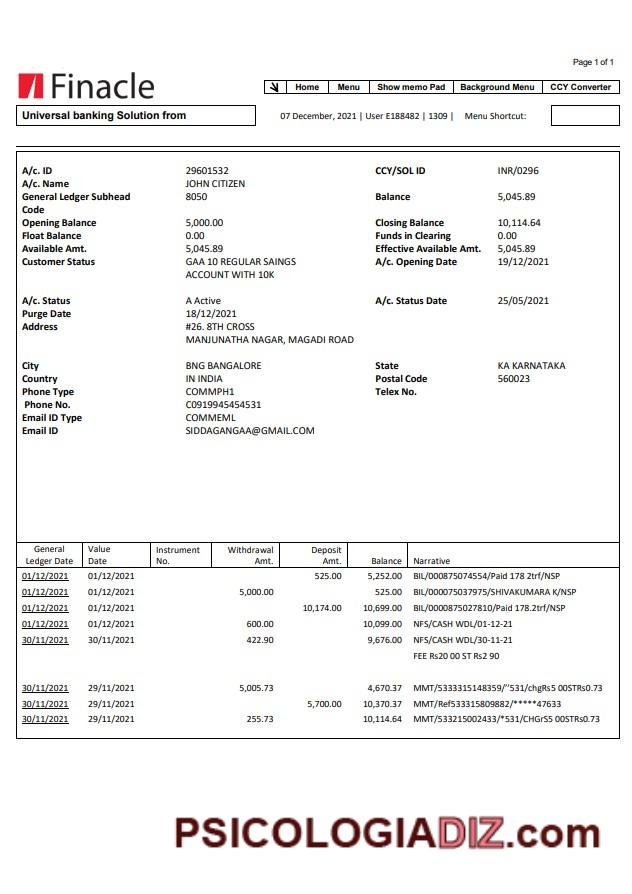 Page 1 of 1
Finacle
Home Menu Show memo Pad Background Menu CCY Converter
Universal banking Solution from
07 December, 2021 | User E188482 | 1309 | Menu Shortcut:
A/c. ID 29601532 CCY/SOL ID INR/0296
A/c. Name JOHN CITIZEN
General Ledger Subhead 8050 Balance 5,045.89
Code
Opening Balance 5,000.00 Closing Balance 10,114.64
Float Balance 0.00 Funds in Clearing 0.00
Available Amt. 5,045.89 Effective Available Amt. 5,045.89
Customer Status GAA 10 REGULAR SAINGS A/c. Opening Date 19/12/2021
ACCOUNT WITH 10K
A/c. Status A Active A/c. Status Date 25/05/2021
Purge Date 18/12/2021
Address #26. 8TH CROSS
MANJUNATHA NAGAR, MAGADI ROAD
City BNG BANGALORE State KA KARNATAKA
Country IN INDIA Postal Code 560023
Phone Type COMMPH1 Telex No.
Phone No. C0919945454531
Email ID Type COMMEML
Email ID SIDDAGANGAA@GMAIL.COM
General Value Instrument Withdrawal Deposit
Ledger Date Date No. Amt. Amt. Balance Narrative
01/12/2021 01/12/2021 525.00 5,252.00 BIL/000875074554/Paid 178 2trf/NSP
01/12/2021 01/12/2021 5,000.00 525.00 BIL/000075037975/SHIVAKUMARA K/NSP
01/12/2021 01/12/2021 10,174.00 10,699.00 BIL/0000875027810/Paid 178.2trf/NSP
01/12/2021 01/12/2021 600.00 10,099.00 NFS/CASH WDL/01-12-21
30/11/2021 30/11/2021 422.90 9,676.00 NFS/CASH WDL/30-11-21
FEE Rs20 00 ST Rs2 90
30/11/2021 29/11/2021 5,005.73 4,670.37 MMT/5333315148359/"531/chgRs5 00STRs0.73
30/11/2021 29/11/2021 5,700.00 10,370.37 MMT/Ref533315809882/*****47633
30/11/2021 29/11/2021 255.73 10,114.64 MMT/533215002433/*531/CHGrS5 00STRs0.73
PSICOLOGIADIZ.com